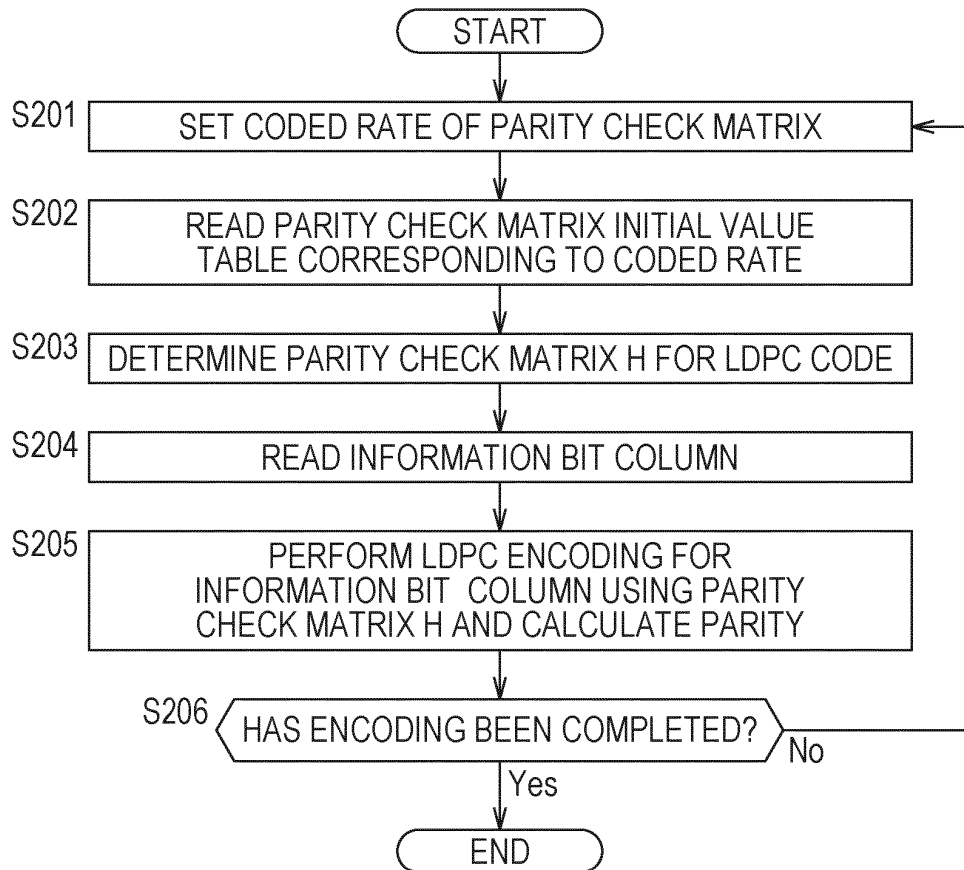 START
S201
SET CODED RATE OF PARITY CHECK MATRIX
S202
READ PARITY CHECK MATRIX INITIAL VALUE
TABLE CORRESPONDING TO CODED RATE
S203
DETERMINE PARITY CHECK MATRIX H FOR LDPC CODE
S204
READ INFORMATION BIT COLUMN
S205
PERFORM LDPC ENCODING FOR
INFORMATION BIT COLUMN USING PARITY
CHECK MATRIX H AND CALCULATE PARITY
S206
HAS ENCODING BEEN COMPLETED?
No
Yes
END